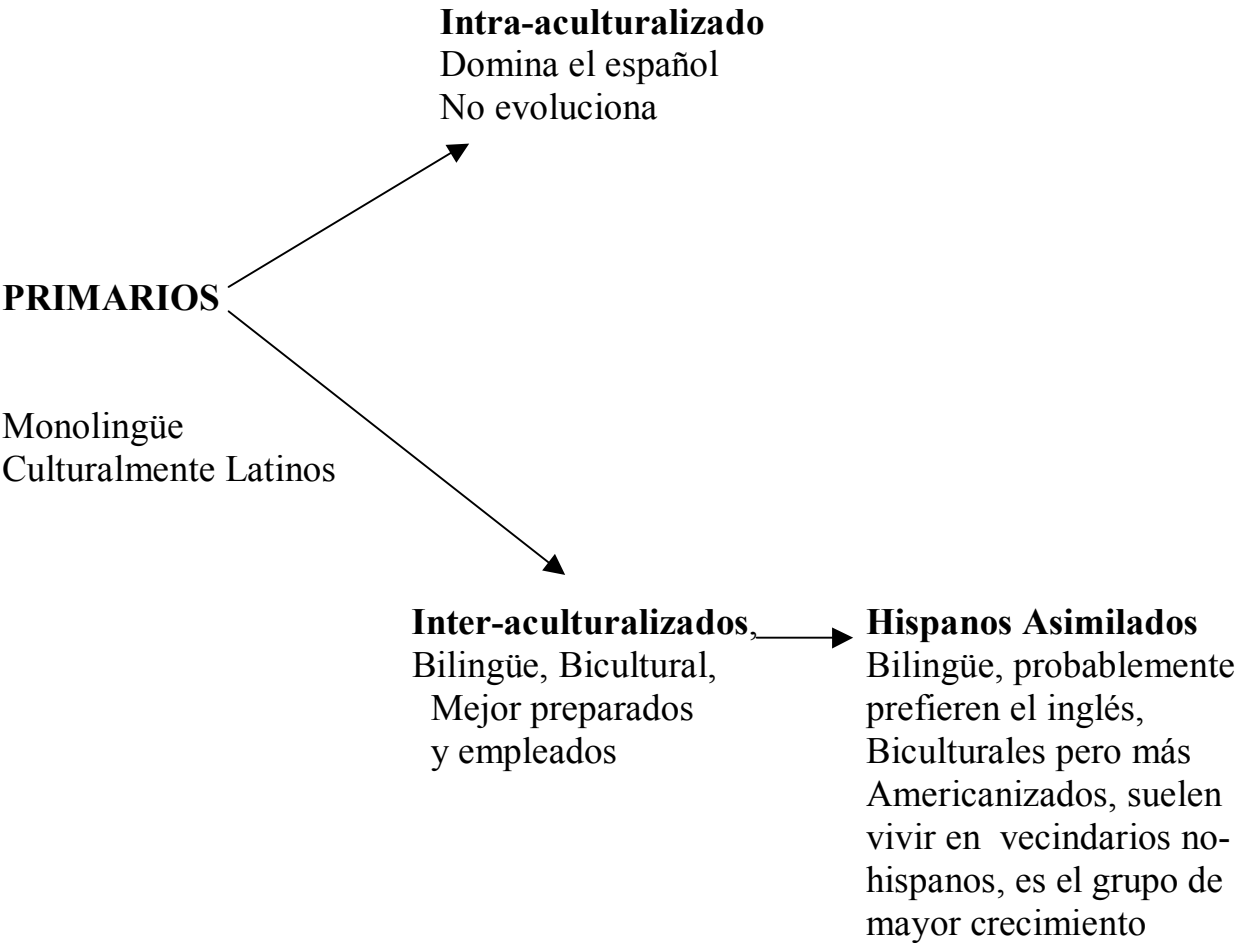 Intra-aculturalizado
Domina el español
No evoluciona
PRIMARIOS
Monolingüe
Culturalmente Latinos
Inter-aculturalizados,
Bilingüe, Bicultural,
Mejor preparados
y empleados
Hispanos Asimilados
Bilingüe, probablemente
prefieren el inglés,
Biculturales pero más
Americanizados, suelen
vivir en vecindarios no-
hispanos, es el grupo de
mayor crecimiento